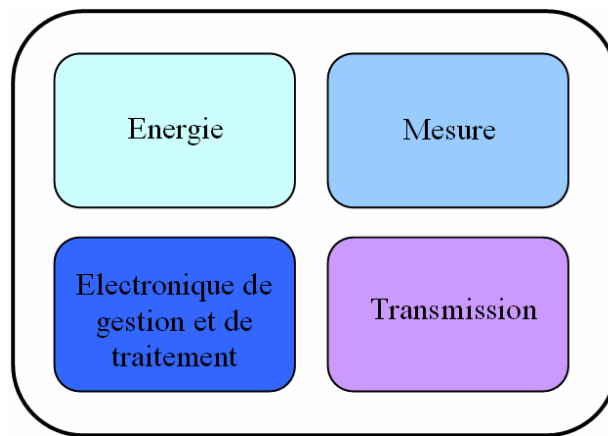 Energie
Mesure
Electronique de
gestion et de
traitement
Transmission